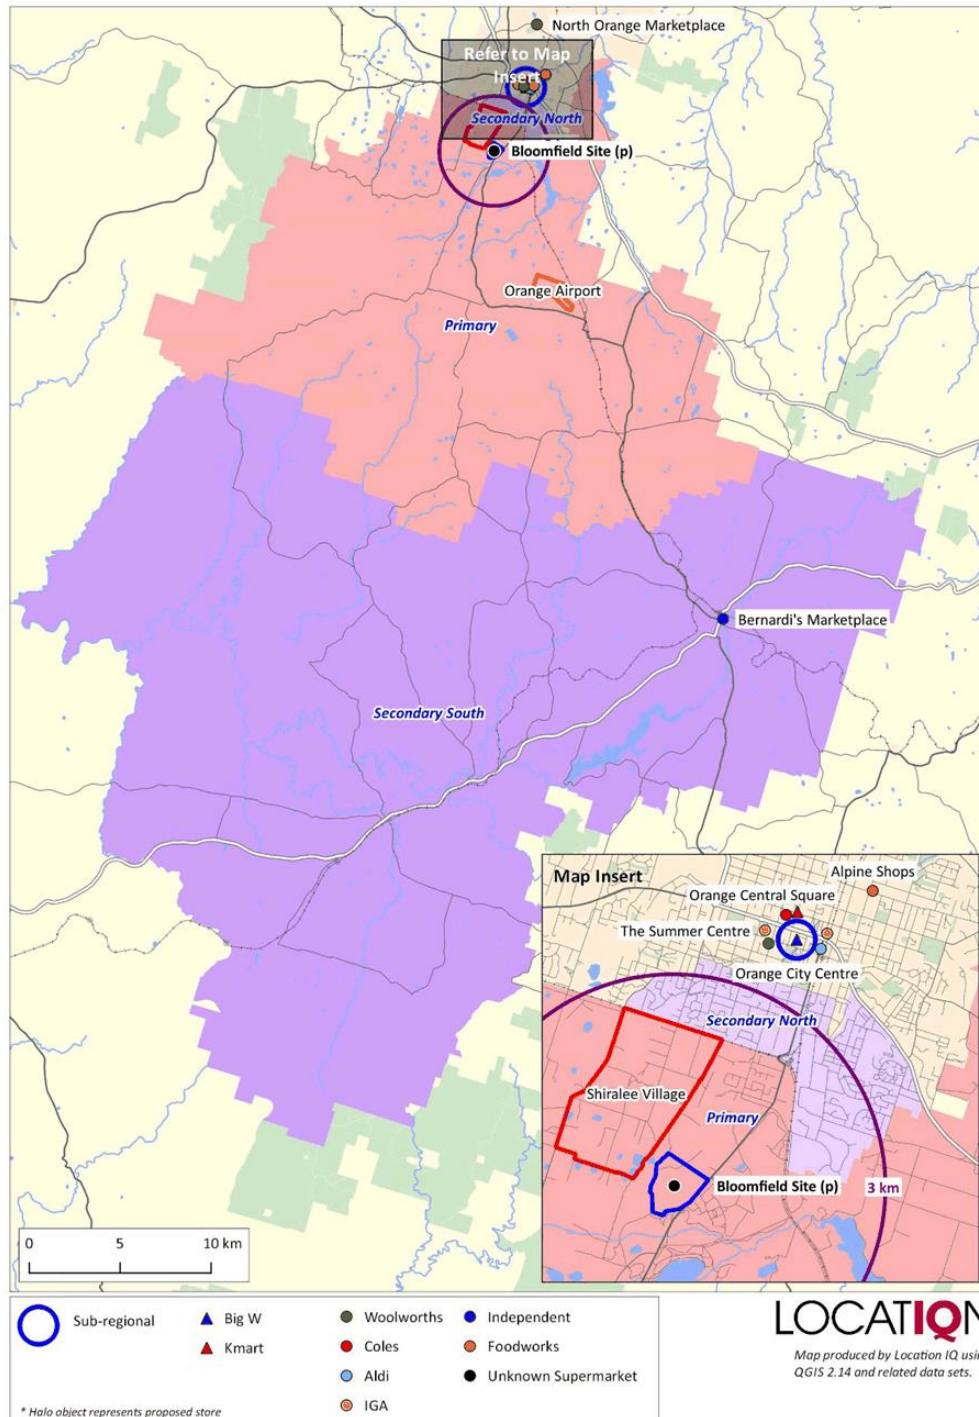 North Orange Marketplace
Refer to Map
Insert
Secondary North
Bloomfield Site (p)
Orange Airport
Primary
Bernardi's Marketplace
Secondary South
Map Insert
Alpine Shops
Orange Central Square
The Summer Centre
Orange City Centre
Secondary North
Shiralee Village
Primary
Bloomfield Site (p)
3 km
0 5 10 km
Sub-regional
Big W
Kmart
Woolworths
Coles
Aldi
IGA
Independent
Foodworks
Unknown Supermarket
* Halo object represents proposed store
LOCATIQN
Map produced by Location IQ usin
QGIS 2.14 and related data sets.